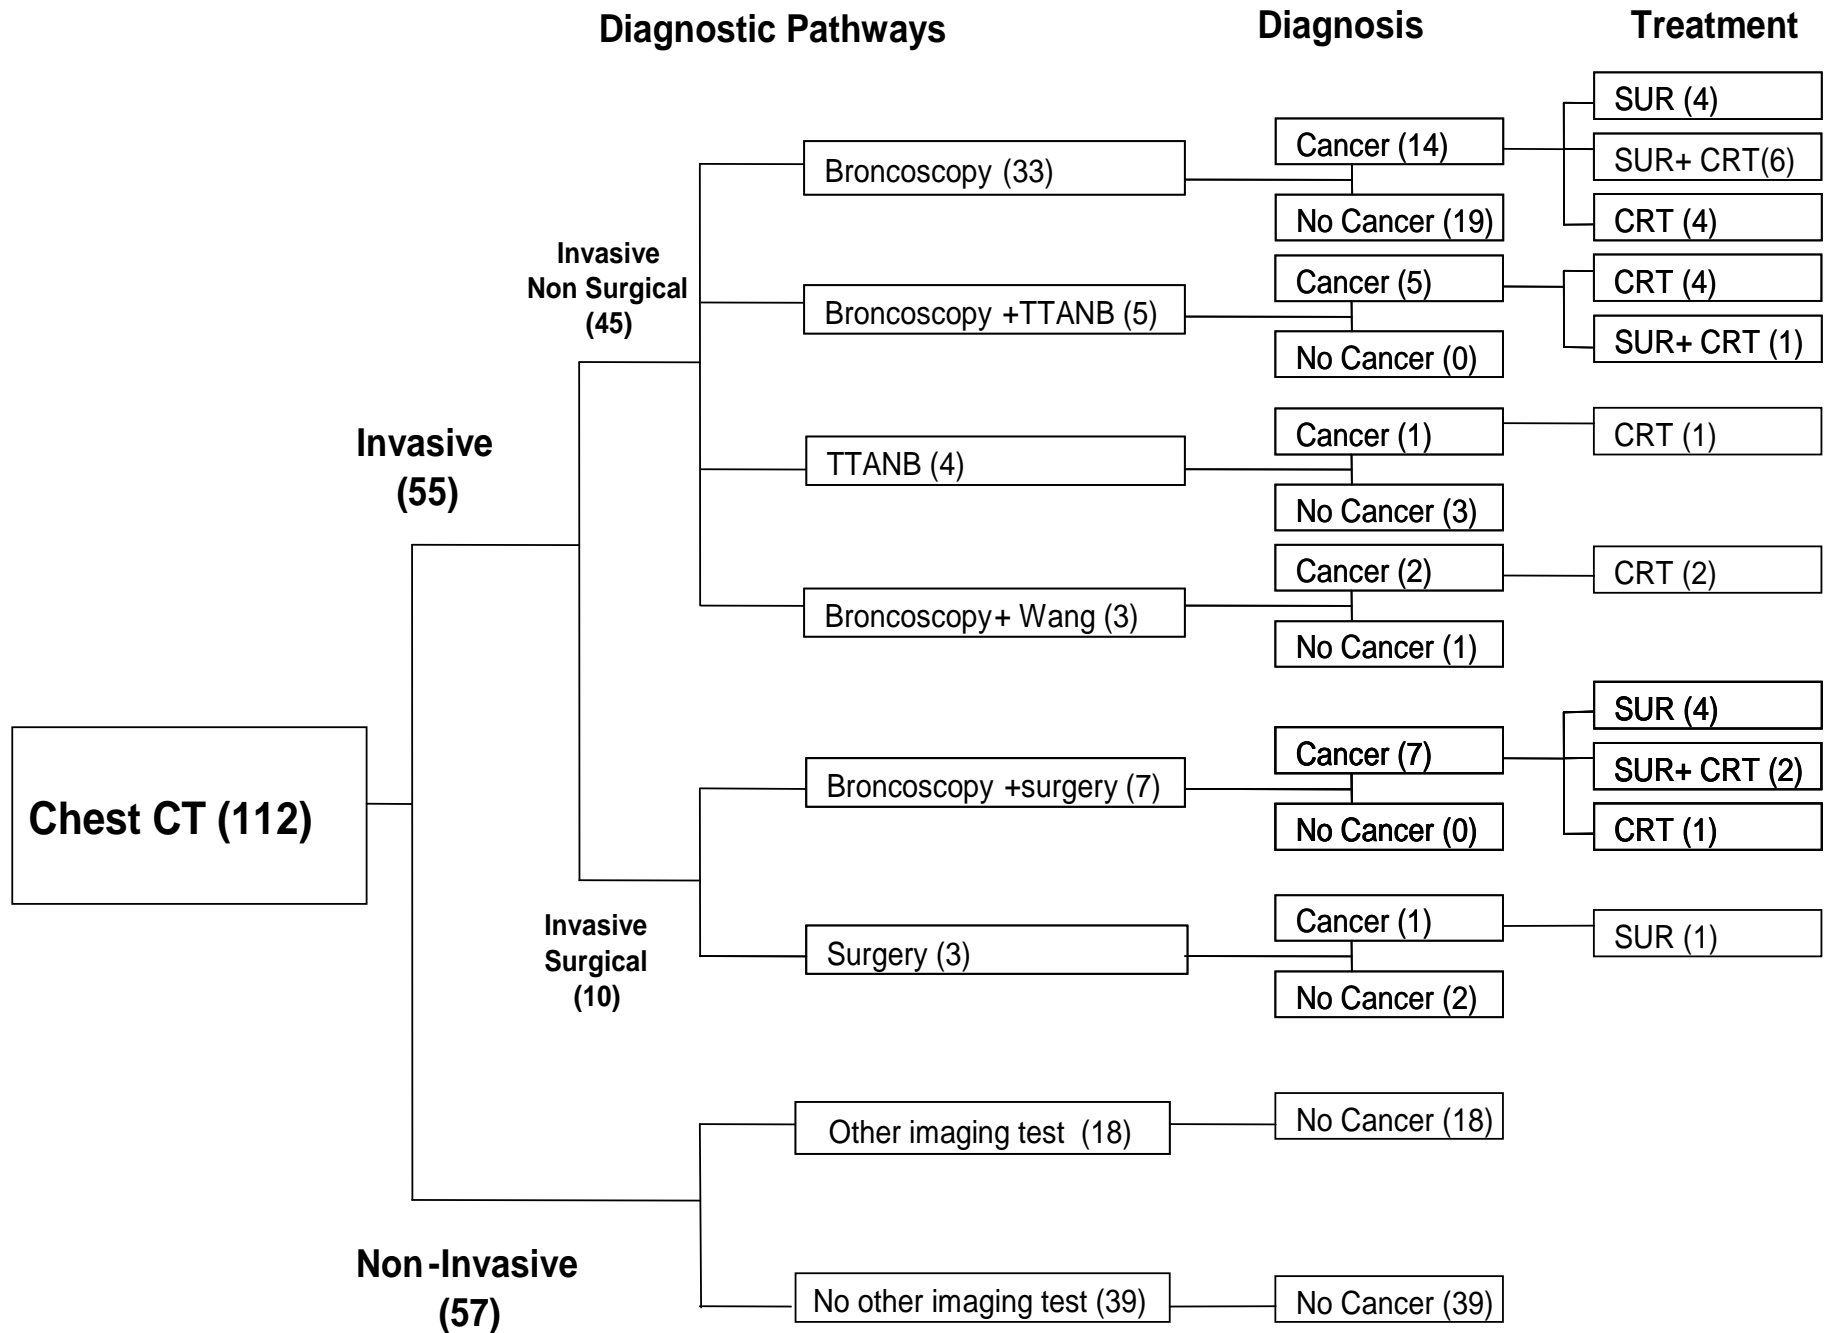 Diagnostic Pathways
Diagnosis
Treatment
Chest CT (112)
Invasive
(55)
Invasive
Non Surgical
(45)
Broncoscopy (33)
Cancer (14)
No Cancer (19)
SUR (4)
SUR+ CRT(6)
CRT (4)
Broncoscopy +TTANB (5)
Cancer (5)
No Cancer (0)
CRT (4)
SUR+ CRT (1)
TTANB (4)
Cancer (1)
No Cancer (3)
CRT (1)
Broncoscopy+ Wang (3)
Cancer (2)
No Cancer (1)
CRT (2)
Invasive
Surgical
(10)
Broncoscopy +surgery (7)
Cancer (7)
No Cancer (0)
SUR (4)
SUR+ CRT (2)
CRT (1)
Surgery (3)
Cancer (1)
No Cancer (2)
SUR (1)
Non-Invasive
(57)
Other imaging test (18)
No Cancer (18)
No other imaging test (39)
No Cancer (39)